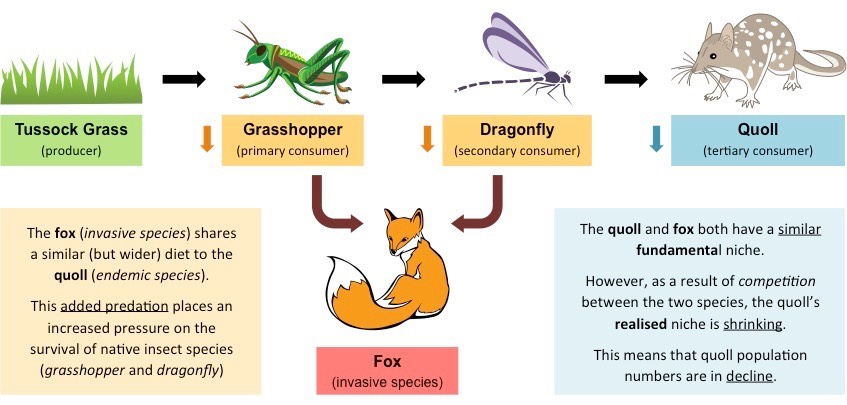 Tussock Grass
(producer)
Grasshopper
(primary consumer)
Dragonfly
(secondary consumer)
Quoll
(tertiary consumer)
The fox (invasive species) shares
a similar (but wider) diet to the
quoll (endemic species).
This added predation places an
increased pressure on the
survival of native insect species
(grasshopper and dragonfly)
Fox
(invasive species)
The quoll and fox both have a similar
fundamental niche.
However, as a result of competition
between the two species, the quoll’s
realised niche is shrinking.
This means that quoll population
numbers are in decline.